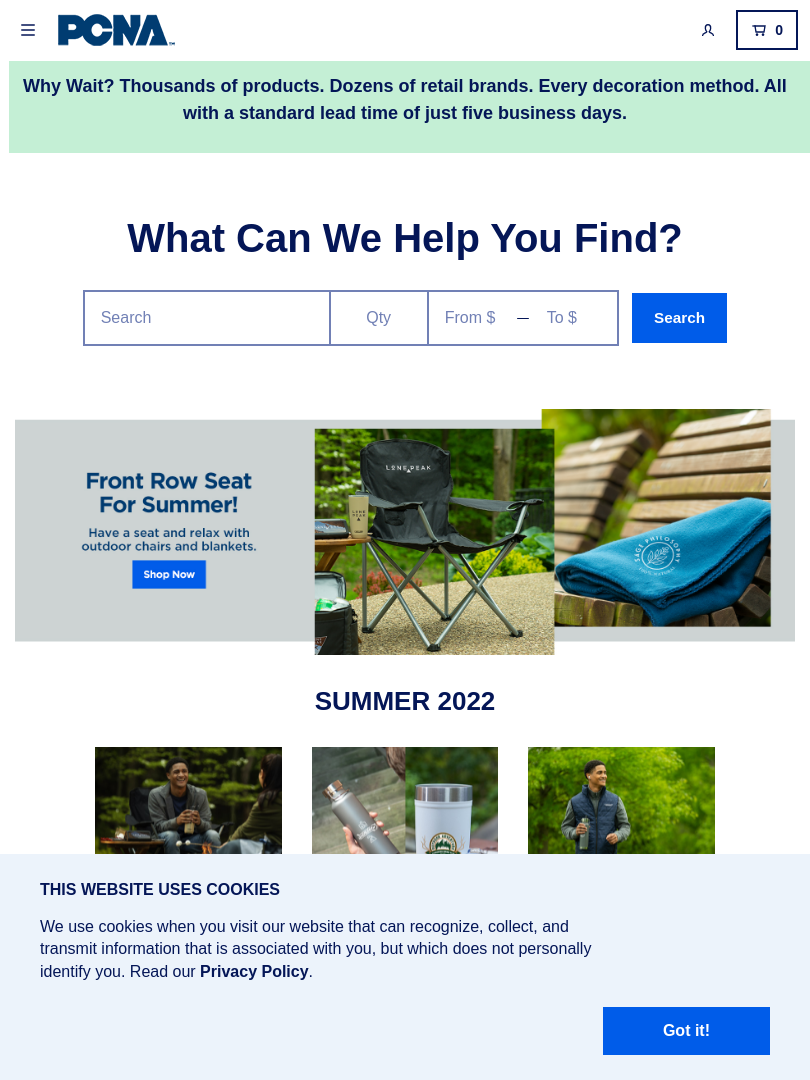 PCNA
0
Why Wait? Thousands of products. Dozens of retail brands. Every decoration method. All
with a standard lead time of just five business days.
What Can We Help You Find?
Search
Qty
From $ — To $
Search
Front Row Seat
For Summer!
Have a seat and relax with
outdoor chairs and blankets.
Shop Now
LONE PEAK
LONE PEAK
SAGE PHILOSOPHY
SUMMER 2022
THIS WEBSITE USES COOKIES
We use cookies when you visit our website that can recognize, collect, and
transmit information that is associated with you, but which does not personally
identify you. Read our Privacy Policy.
Got it!